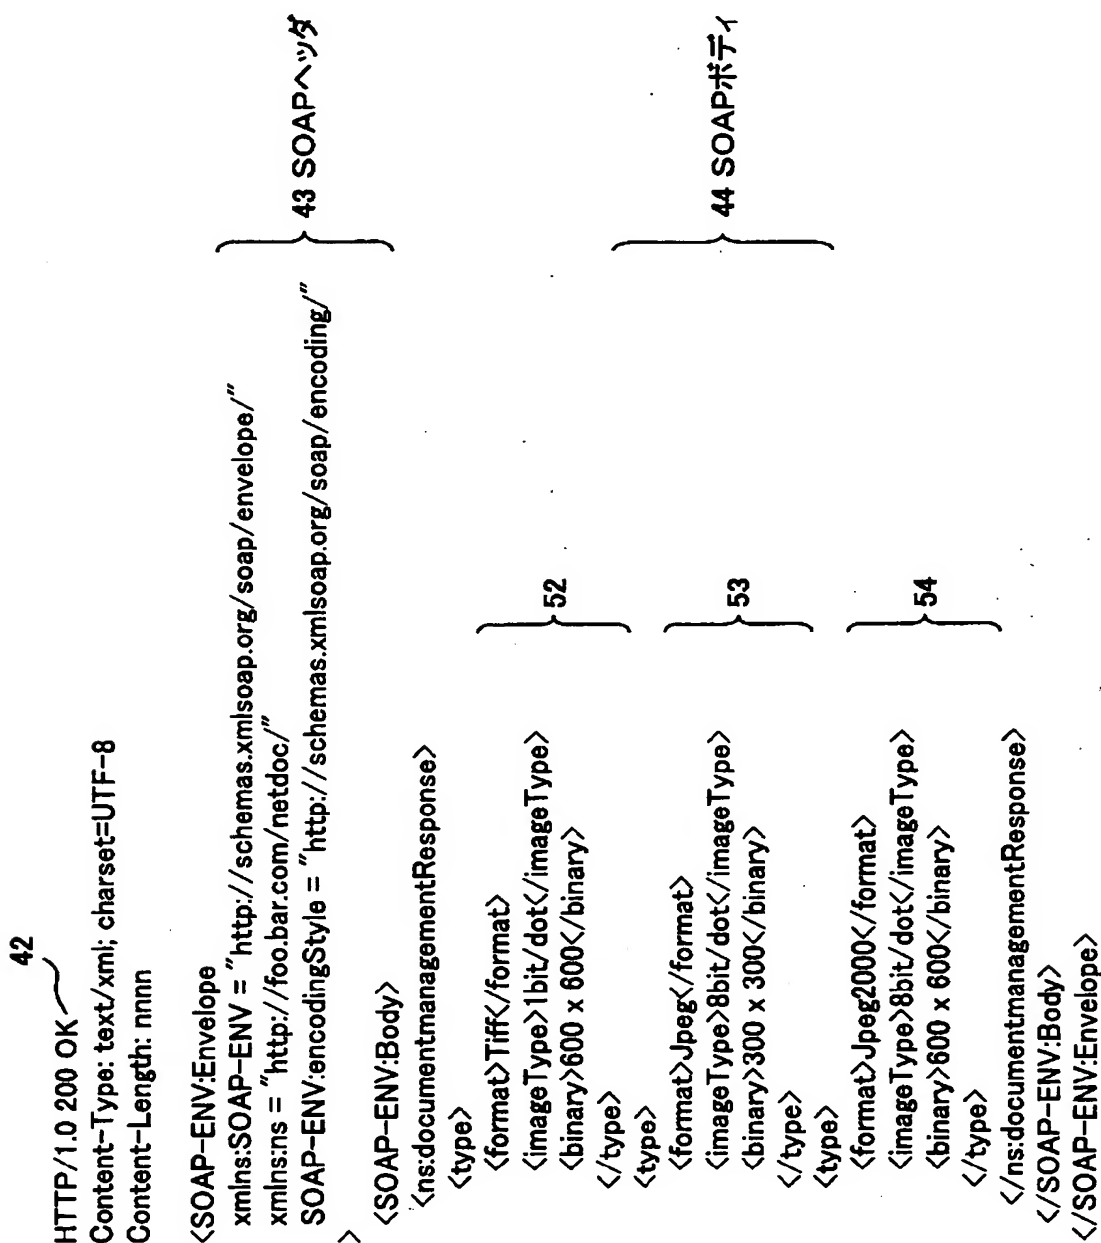 42
HTTP/1.0 200 OK
Content-Type: text/xml; charset=UTF-8
Content-Length: nnnn
<SOAP-ENV:Envelope
xmlns:SOAP-ENV = "http://schemas.xmlsoap.org/soap/envelope/"
xmlns:ns = "http://foo.bar.com/netdoc/"
SOAP-ENV:encodingStyle = "http://schemas.xmlsoap.org/soap/encoding/"
>
43 SOAPヘッダ
<SOAP-ENV:Body>
<ns:documentmanagementResponse>
<type>
<format>Tiff</format>
<imageType>1bit/dot</imageType>
<binary>600 x 600</binary>
</type>
52
<type>
<format>Jpeg</format>
<imageType>8bit/dot</imageType>
<binary>300 x 300</binary>
</type>
53
44 SOAPボディ
<type>
<format>Jpeg2000</format>
<imageType>8bit/dot</imageType>
<binary>600 x 600</binary>
</type>
54
</ns:documentmanagementResponse>
</SOAP-ENV:Body>
</SOAP-ENV:Envelope>